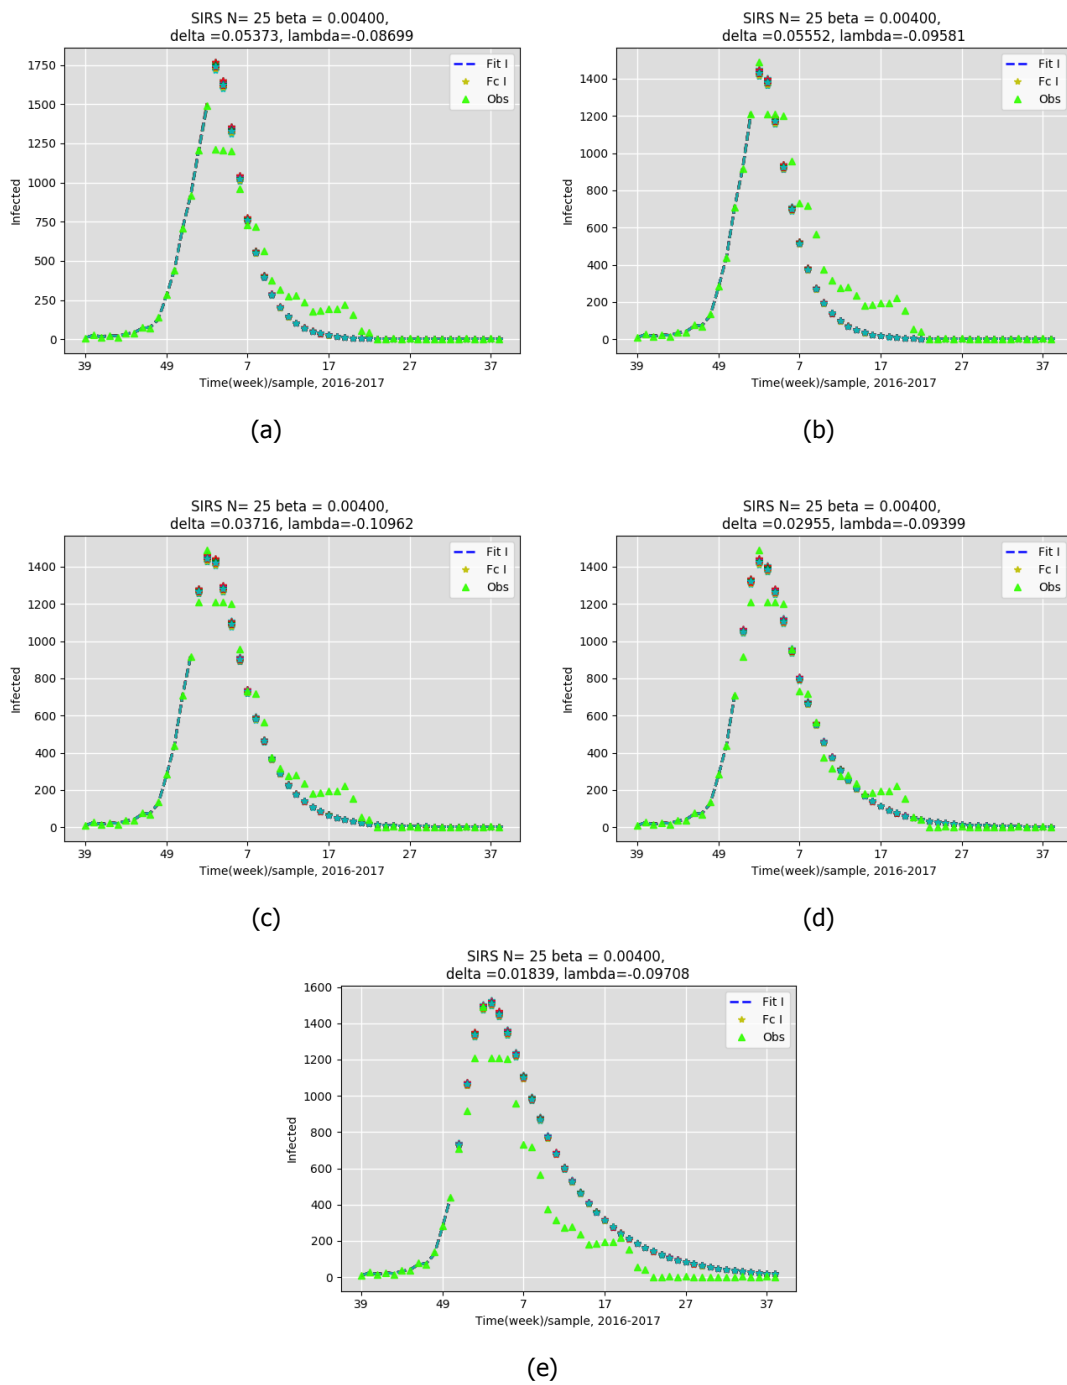 SIRS N= 25 beta = 0.00400,
delta =0.05373, lambda=-0.08699
Infected
1750
1500
1250
1000
750
500
250
0
Fit I
Fc I
Obs
39 49 7 17 27 37
Time(week)/sample, 2016-2017
(a)
SIRS N= 25 beta = 0.00400,
delta =0.05552, lambda=-0.09581
Infected
1400
1200
1000
800
600
400
200
0
Fit I
Fc I
Obs
39 49 7 17 27 37
Time(week)/sample, 2016-2017
(b)
SIRS N= 25 beta = 0.00400,
delta =0.03716, lambda=-0.10962
Infected
1400
1200
1000
800
600
400
200
0
Fit I
Fc I
Obs
39 49 7 17 27 37
Time(week)/sample, 2016-2017
(c)
SIRS N= 25 beta = 0.00400,
delta =0.02955, lambda=-0.09399
Infected
1400
1200
1000
800
600
400
200
0
Fit I
Fc I
Obs
39 49 7 17 27 37
Time(week)/sample, 2016-2017
(d)
SIRS N= 25 beta = 0.00400,
delta =0.01839, lambda=-0.09708
Infected
1600
1400
1200
1000
800
600
400
200
0
Fit I
Fc I
Obs
39 49 7 17 27 37
Time(week)/sample, 2016-2017
(e)